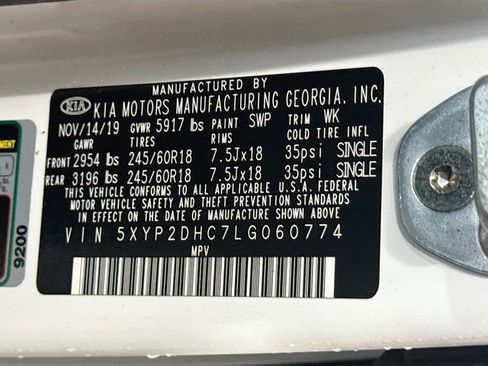 MANUFACTURED BY
KIA KIA MOTORS MANUFACTURING GEORGIA, INC.
NOV/14/19 GVWR 5917 lbs PAINT SWP TRIM WK
GAWR TIRES RIMS COLD TIRE INFL
FRONT 2954 lbs 245/60R18 7.5Jx18 35psi SINGLE
REAR 3196 lbs 245/60R18 7.5Jx18 35psi SINGLE
THIS VEHICLE CONFORMS TO ALL APPLICABLE U.S.A. FEDERAL
MOTOR VEHICLE SAFETY, BUMPER, AND THEFT PREVENTION STANDARDS
IN EFFECT ON THE DATE OF MANUFACTURE SHOWN ABOVE.
VIN 5XYP2DHC7LG060774
MPV
9200